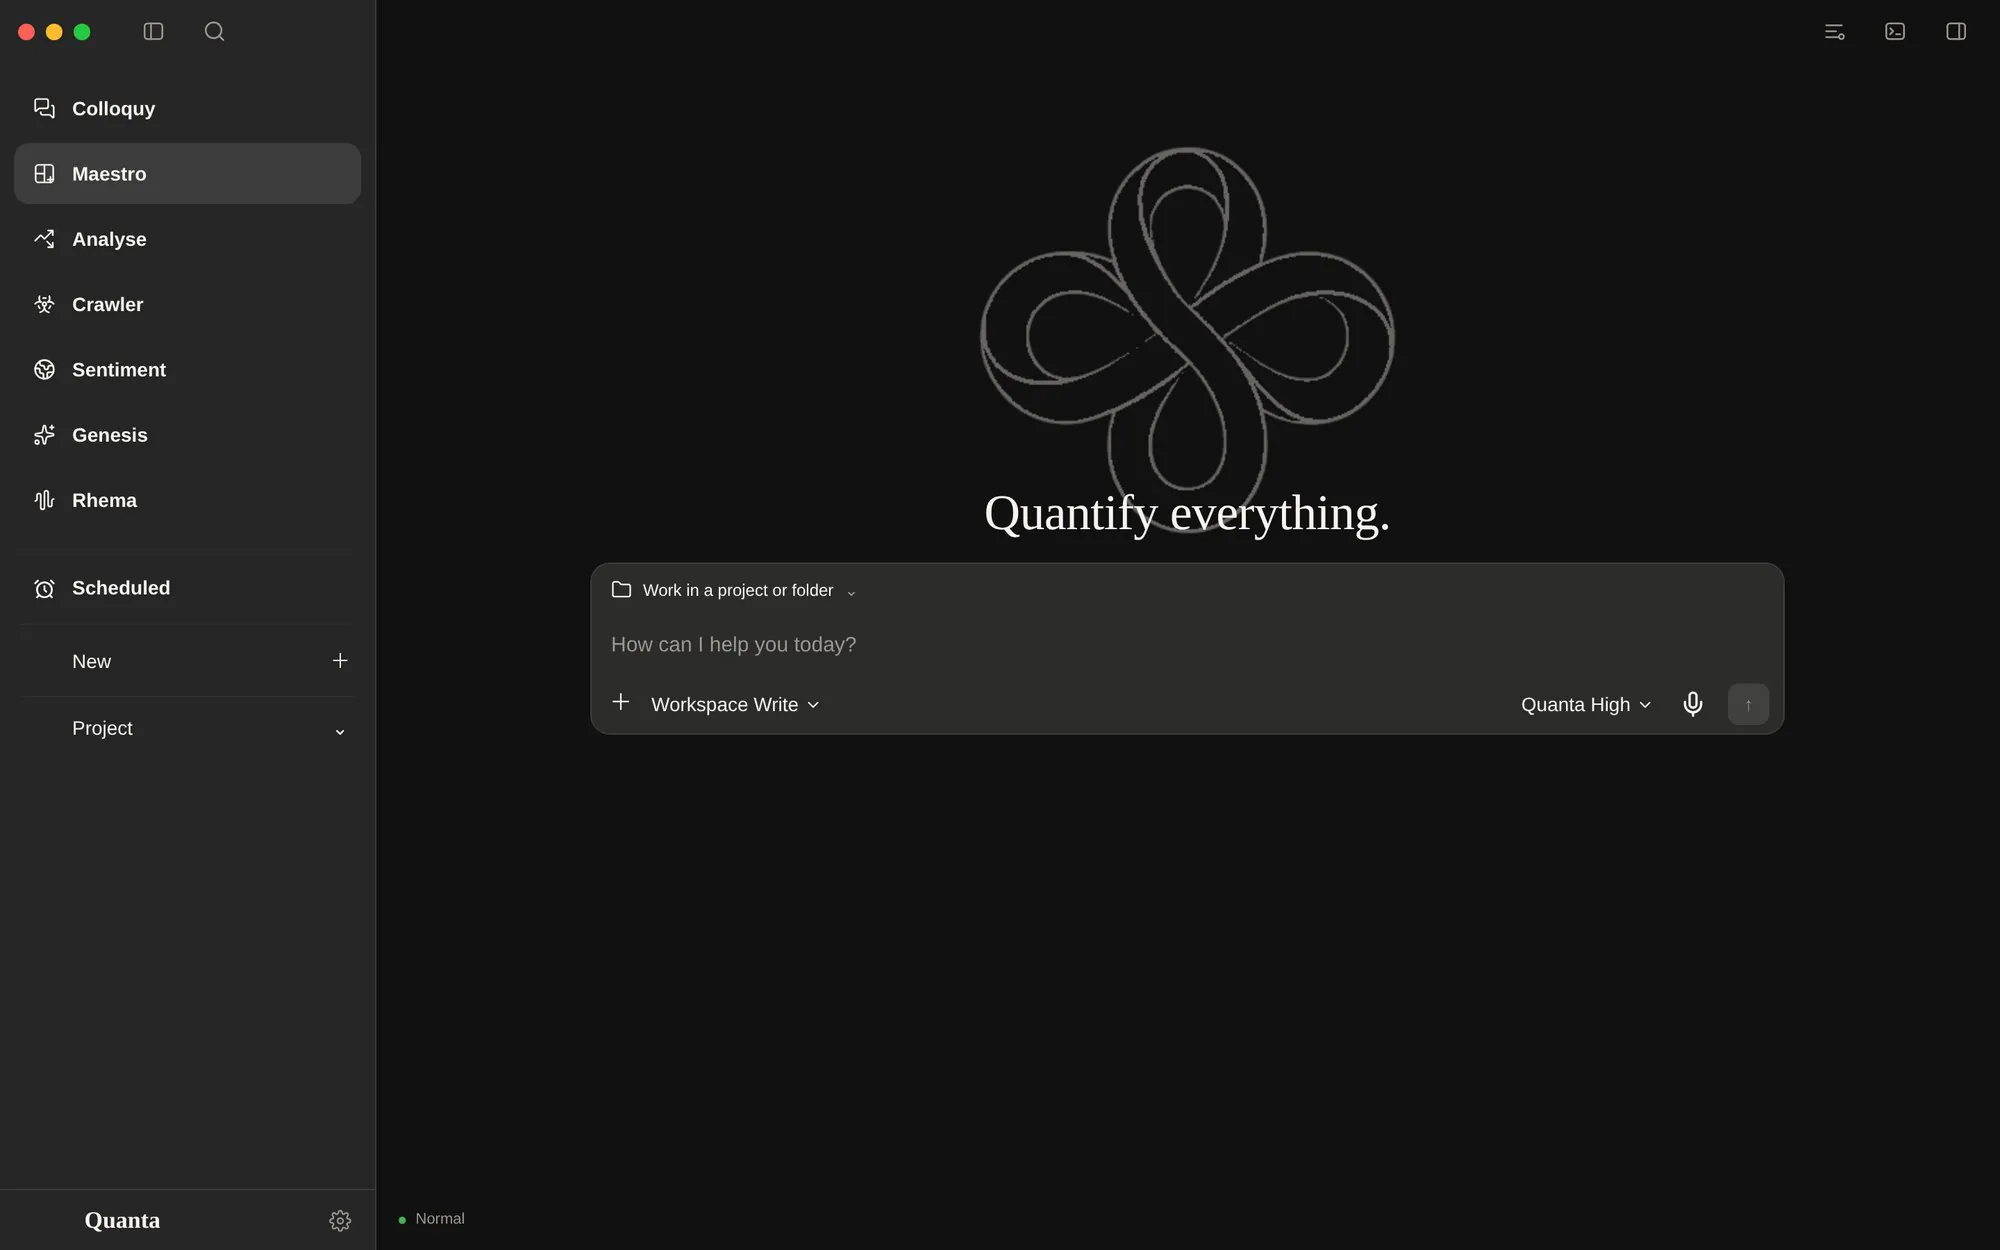 Colloquy
Maestro
Analyse
Crawler
Sentiment
Genesis
Rhema
Scheduled
New
Project
Quanta
Quantify everything.
Work in a project or folder
How can I help you today?
Workspace Write
Quanta High
Normal